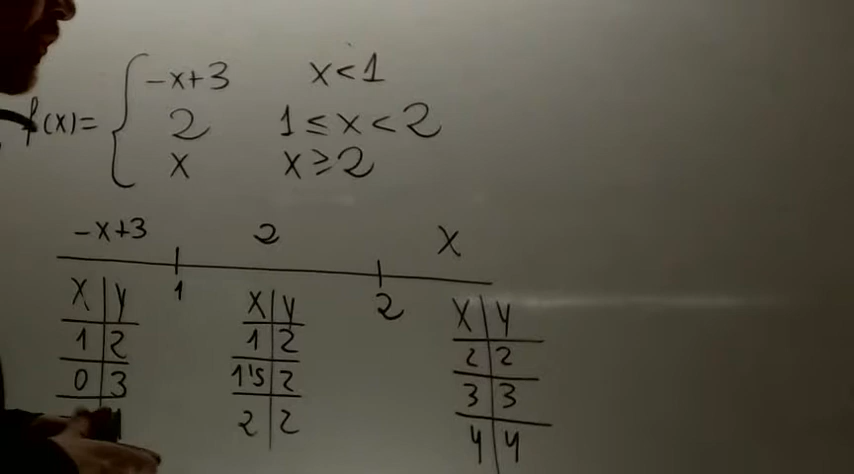 f(x)= { -x+3 x<1
2 1≤x<2
x x≥2
-x+3 2 x
1 2
x y
1 2
0 3
x y
1 2
1'5 2
2 2
x y
2 2
3 3
4 4